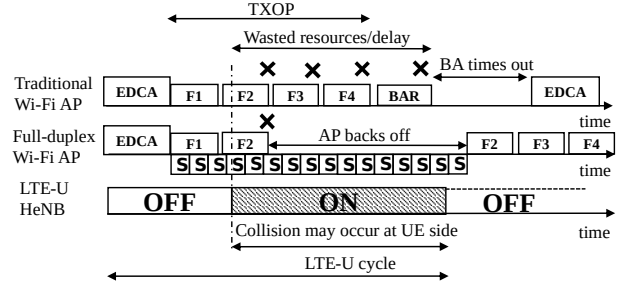 TXOP
Wasted resources/delay
BA times out
Traditional
Wi-Fi AP
EDCA F1 F2 F3 F4 BAR EDCA
time
Full-duplex
Wi-Fi AP
EDCA F1 F2 AP backs off F2 F3 F4
S S S S S S S S S S S S S S S S
time
LTE-U
HeNB
OFF ON OFF
time
Collision may occur at UE side
LTE-U cycle